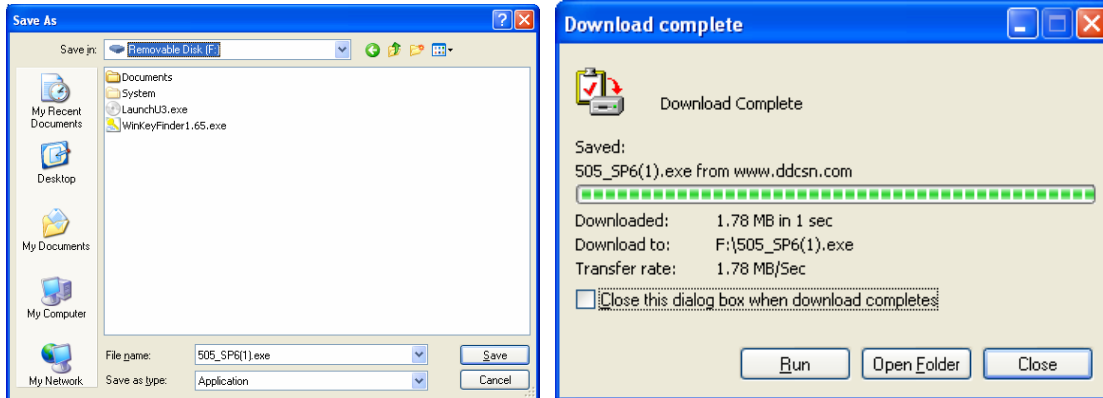 Save As
Save in:
Removable Disk (F:)
Documents
System
LaunchU3.exe
WinKeyFinder1.65.exe
My Recent
Documents
Desktop
My Documents
My Computer
My Network
File name:
505_SP6(1).exe
Save
Save as type:
Application
Cancel
Download complete
Download Complete
Saved:
505_SP6(1).exe from www.ddcsn.com
Downloaded: 1.78 MB in 1 sec
Download to: F:\505_SP6(1).exe
Transfer rate: 1.78 MB/Sec
Close this dialog box when download completes
Run
Open Folder
Close